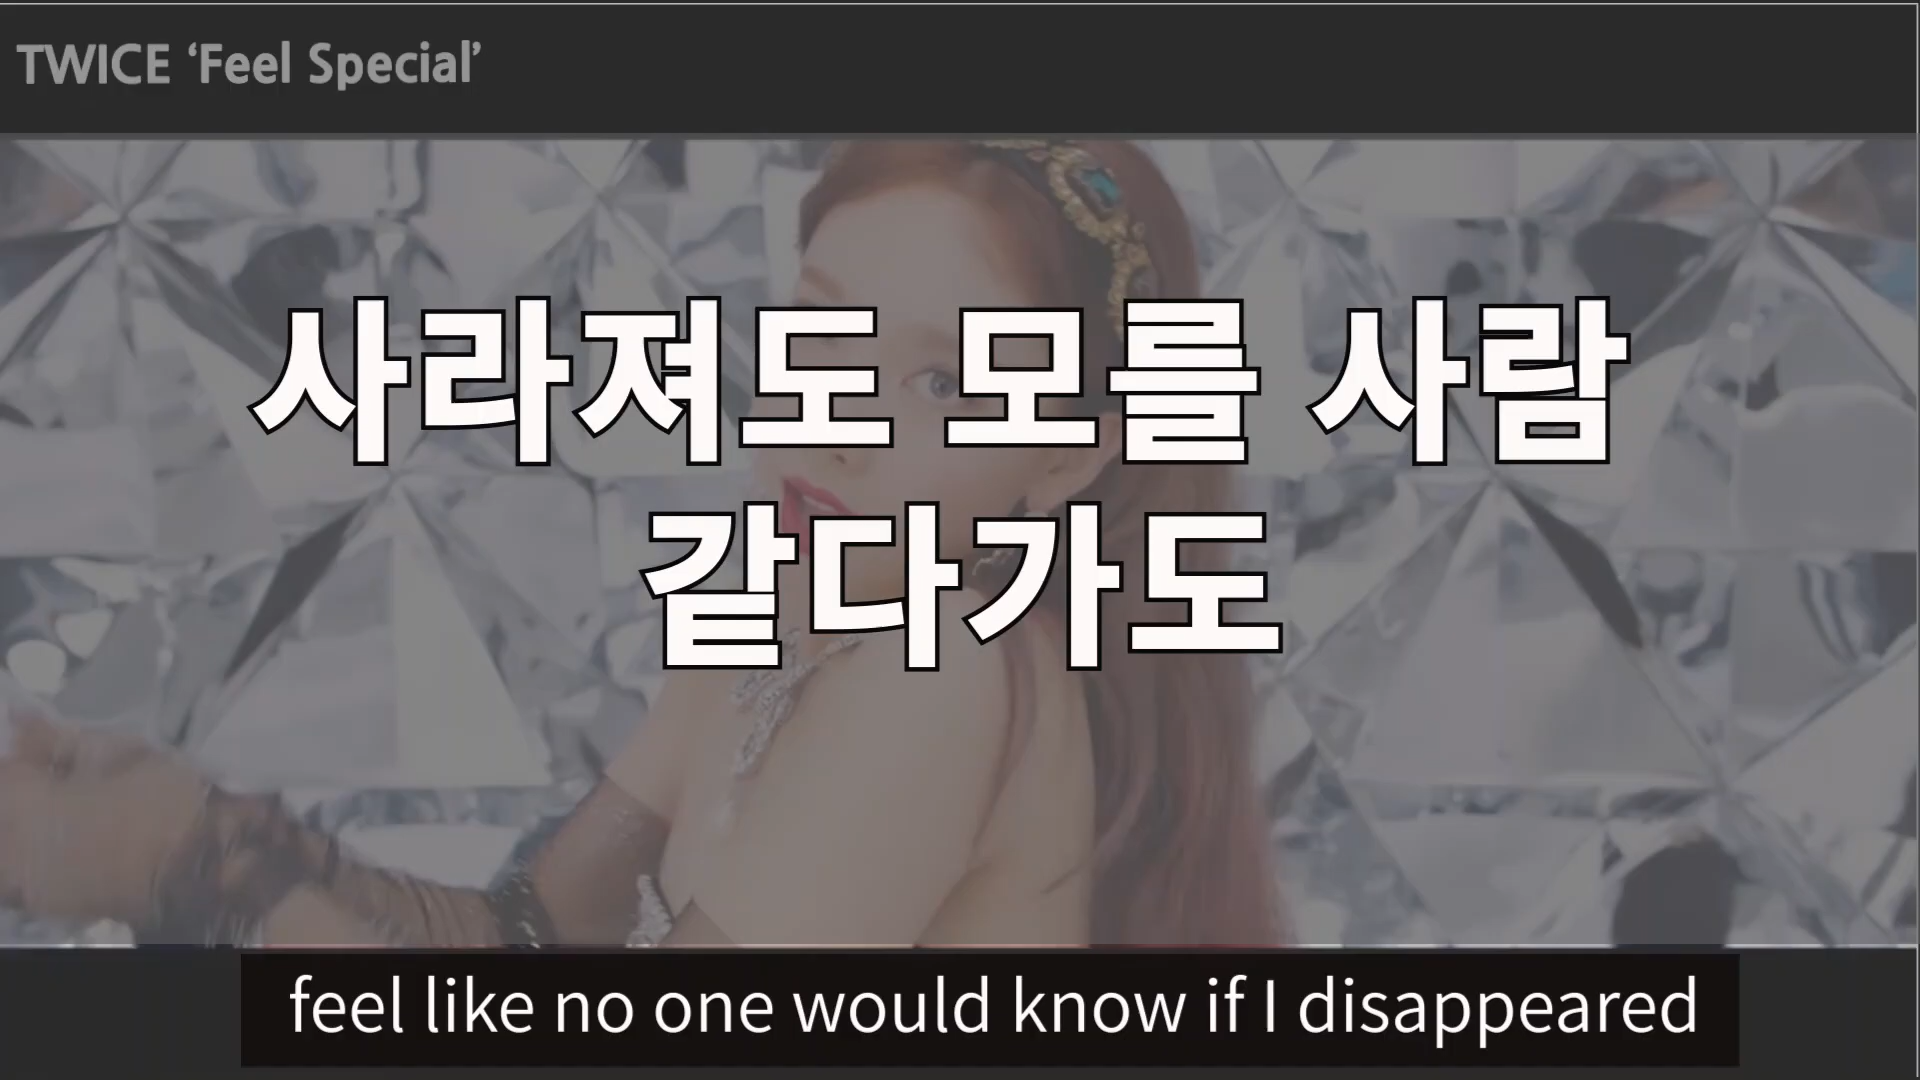 TWICE ‘Feel Special’
사라져도 모를 사람
같다가도
feel like no one would know if I disappeared